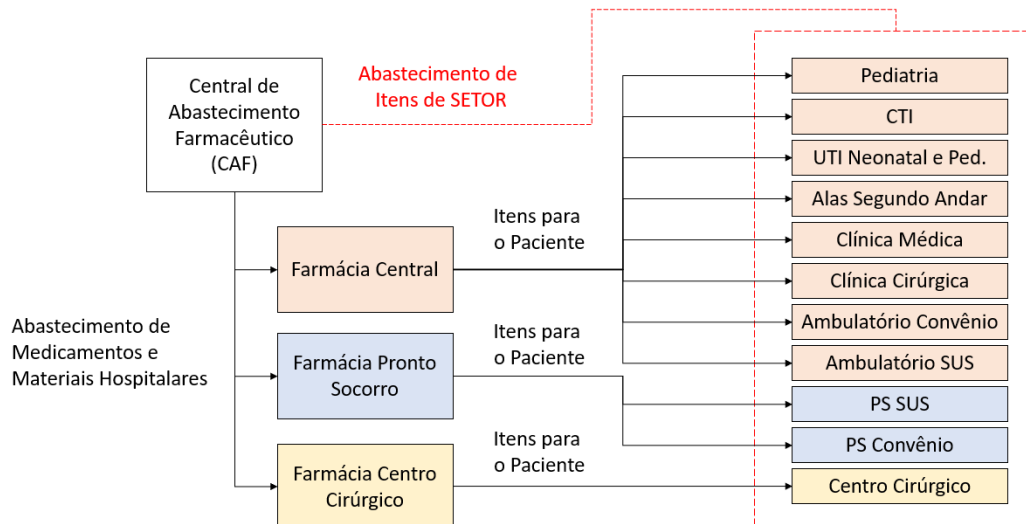 Central de
Abastecimento
Farmacêutico
(CAF)
Abastecimento de
Itens de SETOR
Abastecimento de
Medicamentos e
Materiais Hospitalares
Farmácia Central
Itens para
o Paciente
Farmácia Pronto
Socorro
Itens para
o Paciente
Farmácia Centro
Cirúrgico
Itens para
o Paciente
Pediatria
CTI
UTI Neonatal e Ped.
Alas Segundo Andar
Clínica Médica
Clínica Cirúrgica
Ambulatório Convênio
Ambulatório SUS
PS SUS
PS Convênio
Centro Cirúrgico